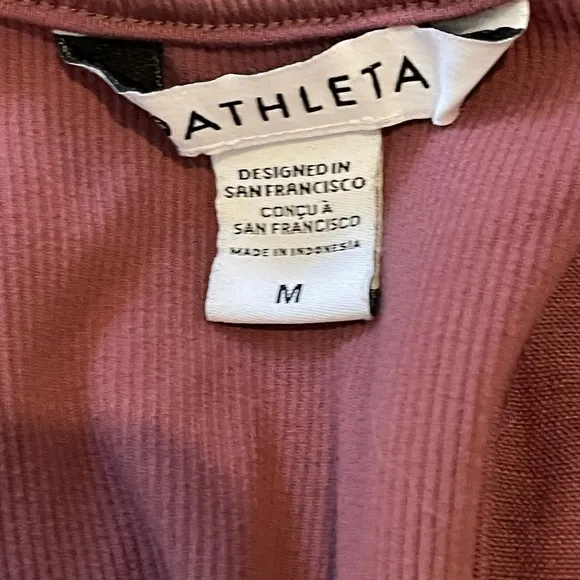 ATHLETA
DESIGNED IN
SAN FRANCISCO
CONÇU À
SAN FRANCISCO
MADE IN INDONESIA
M